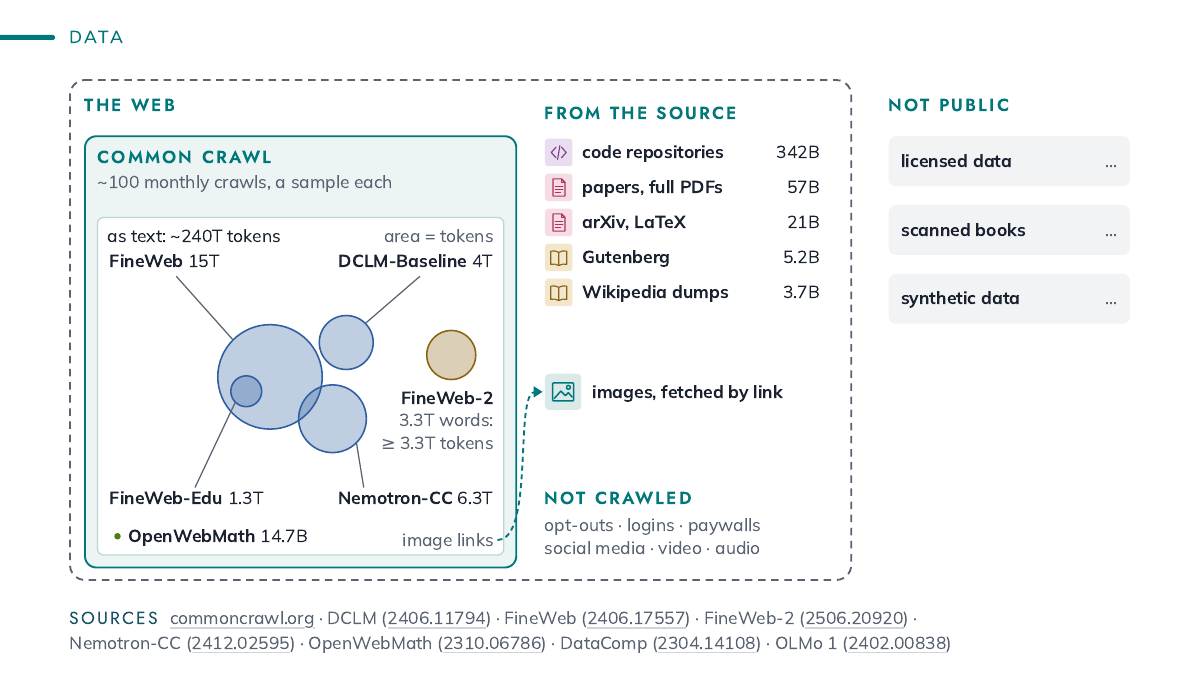 DATA
THE WEB
COMMON CRAWL
~100 monthly crawls, a sample each
as text: ~240T tokens
area = tokens
FineWeb 15T
DCLM-Baseline 4T
FineWeb-2
3.3T words:
≥ 3.3T tokens
FineWeb-Edu 1.3T
Nemotron-CC 6.3T
OpenWebMath 14.7B
image links
FROM THE SOURCE
code repositories 342B
papers, full PDFs 57B
arXiv, LaTeX 21B
Gutenberg 5.2B
Wikipedia dumps 3.7B
images, fetched by link
NOT CRAWLED
opt-outs · logins · paywalls
social media · video · audio
NOT PUBLIC
licensed data ...
scanned books ...
synthetic data ...
SOURCES commoncrawl.org · DCLM (2406.11794) · FineWeb (2406.17557) · FineWeb-2 (2506.20920) ·
Nemotron-CC (2412.02595) · OpenWebMath (2310.06786) · DataComp (2304.14108) · OLMo 1 (2402.00838)